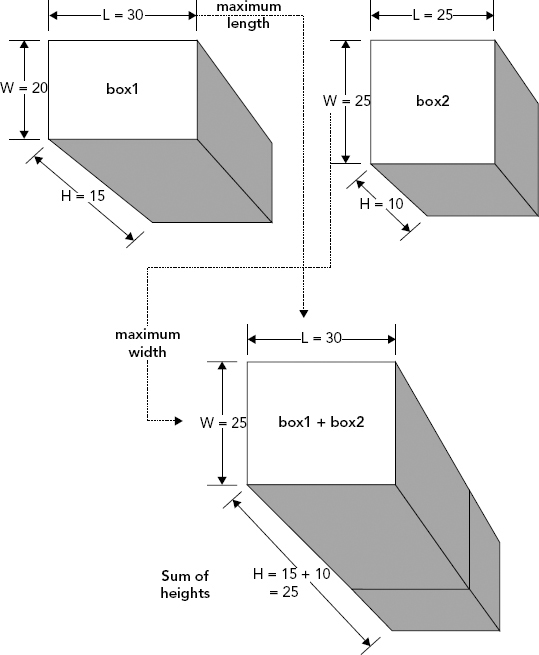 L = 30
maximum
length
L = 25
W = 20
box1
W = 25
box2
H = 15
H = 10
maximum
width
L = 30
W = 25
box1 + box2
Sum of
heights
H = 15 + 10
= 25